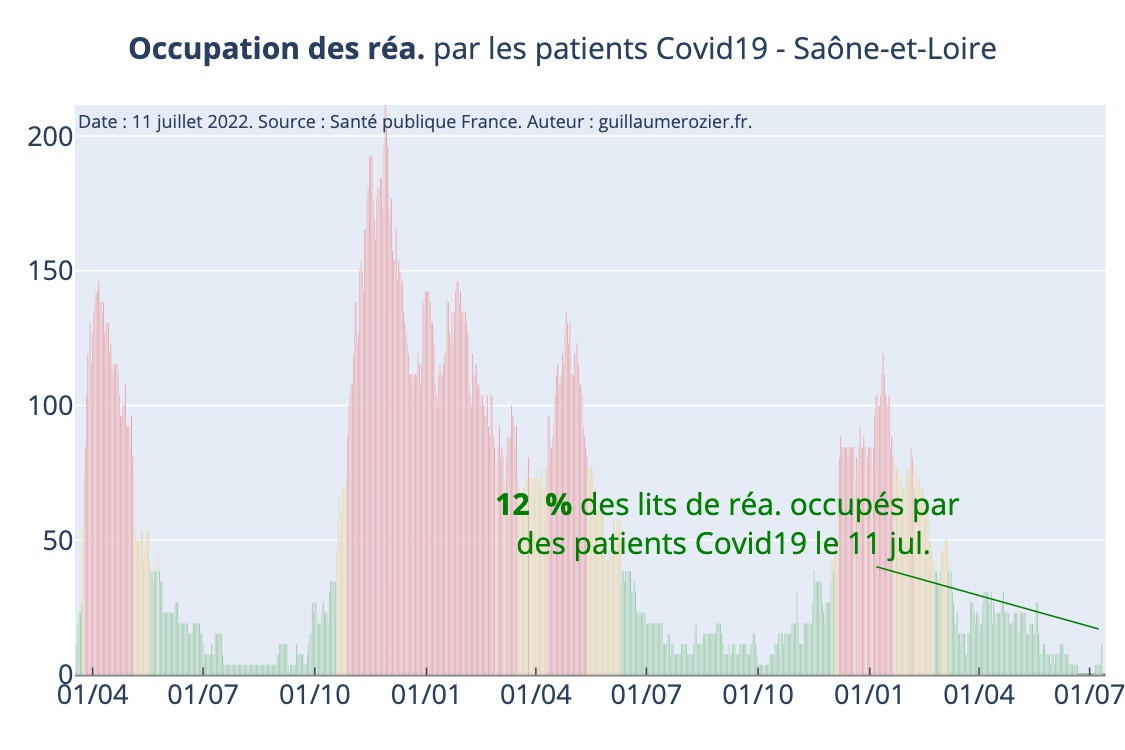 Occupation des réa. par les patients Covid19 - Saône-et-Loire
Date : 11 juillet 2022. Source : Santé publique France. Auteur : guillaumerozier.fr.
200
150
100
50
0
12 % des lits de réa. occupés par
des patients Covid19 le 11 jul.
01/04 01/07 01/10 01/01 01/04 01/07 01/10 01/01 01/04 01/07